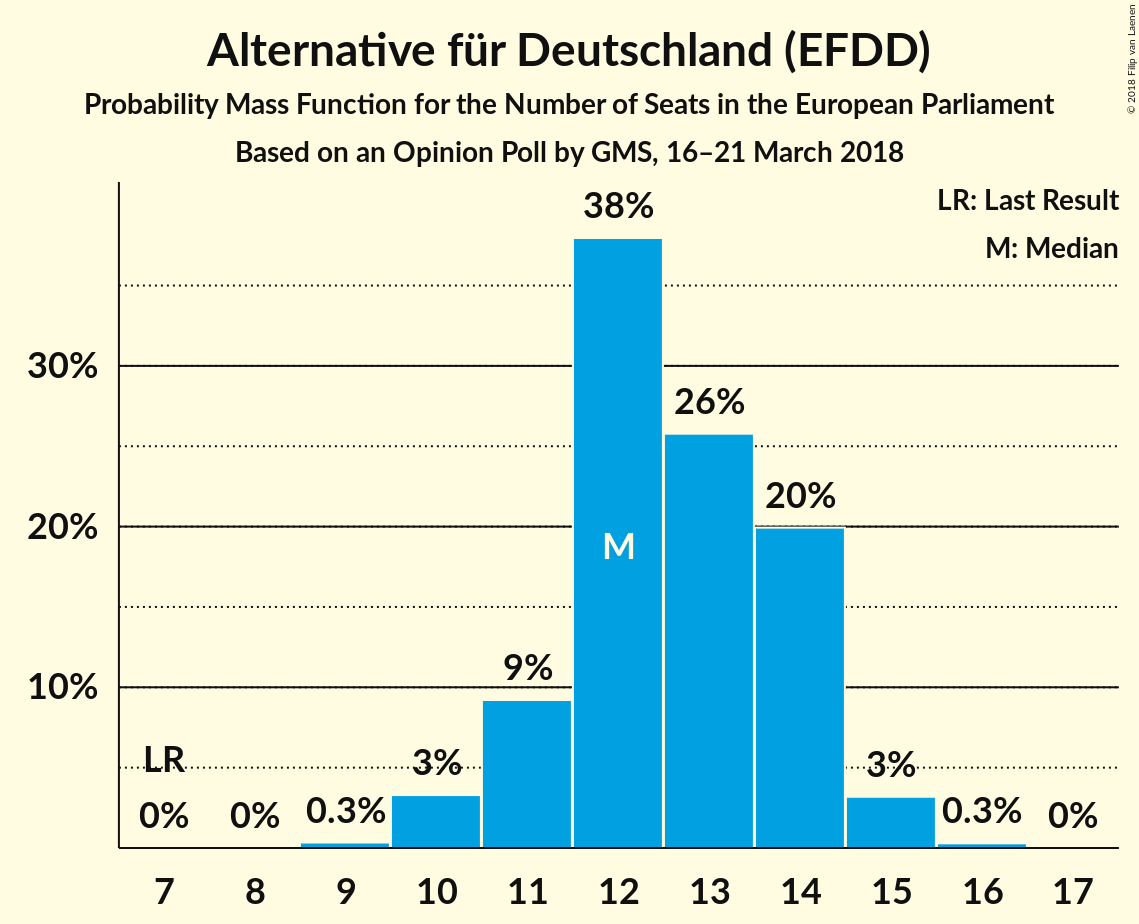 Alternative für Deutschland (EFDD)
Probability Mass Function for the Number of Seats in the European Parliament
Based on an Opinion Poll by GMS, 16–21 March 2018
© 2018 Filip van Laenen
LR: Last Result
M: Median
38%
30%
26%
20%
20%
M
10%
9%
LR
3%
3%
0%
0%
0.3%
0.3%
0%
7 8 9 10 11 12 13 14 15 16 17